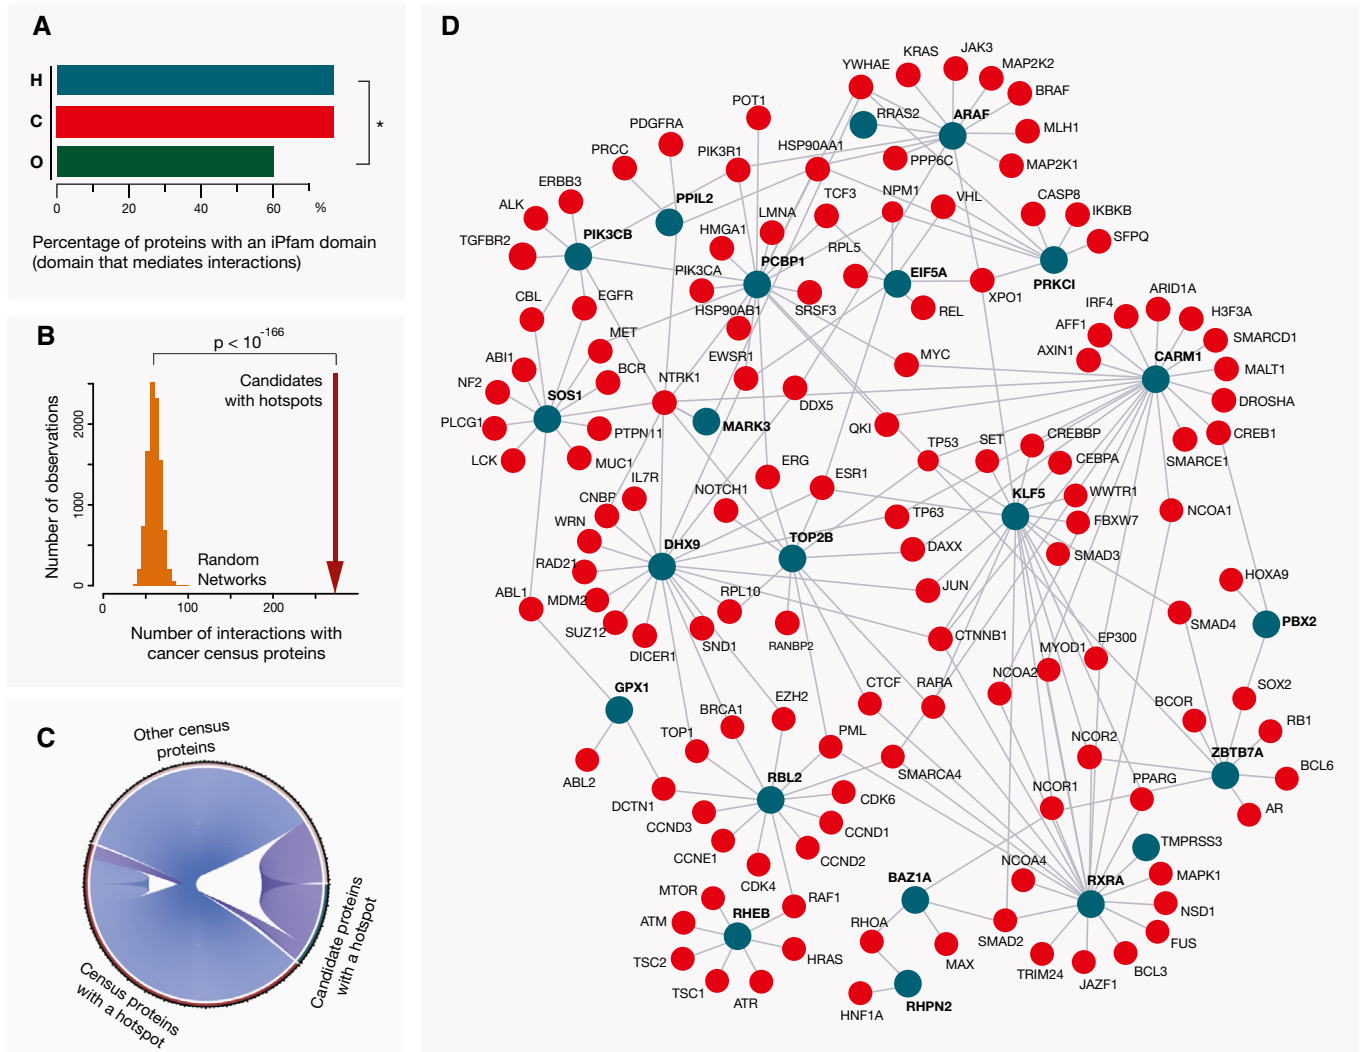 A
H
C
O
*
0
20
40
60
%
Percentage of proteins with an iPfam domain
(domain that mediates interactions)
B
p < 10-166
Candidates
with hotspots
Number of observations
2000
1000
0
Random
Networks
0
100
200
Number of interactions with
cancer census proteins
C
Other census
proteins
Census proteins
with a hotspot
Candidate proteins
with a hotspot
D
YWHAE
KRAS
JAK3
MAP2K2
BRAF
RRAS2
ARAF
MLH1
POT1
PDGFRA
PRCC
PIK3R1
HSP90AA1
PPP6C
MAP2K1
ERBB3
ALK
PPIL2
TCF3
NPM1
VHL
CASP8
IKBKB
SFPQ
TGFBR2
PIK3CB
HMGA1
LMNA
RPL5
PCBP1
PIK3CA
EIF5A
PRKCI
CBL
EGFR
HSP90AB1
SRSF3
REL
XPO1
ARID1A
IRF4
H3F3A
AFF1
SMARCD1
MET
AXIN1
CARM1
ABI1
BCR
EWSR1
MYC
MALT1
NF2
SOS1
NTRK1
DDX5
DROSHA
PLCG1
PTPN11
MARK3
QKI
TP53
SET
CREBBP
CREB1
LCK
MUC1
ERG
ESR1
CEBPA
SMARCE1
IL7R
NOTCH1
KLF5
WWTR1
CNBP
TP63
FBXW7
NCOA1
WRN
DHX9
TOP2B
DAXX
SMAD3
RAD21
ABL1
MDM2
RPL10
JUN
HOXA9
SUZ12
SND1
RANBP2
CTNNB1
MYOD1
EP300
SMAD4
PBX2
DICER1
GPX1
EZH2
CTCF
RARA
NCOA2
BCOR
SOX2
BRCA1
TOP1
PML
NCOR2
RB1
ABL2
RBL2
SMARCA4
ZBTB7A
BCL6
DCTN1
CDK6
NCOR1
PPARG
CCND3
CCND1
AR
CCNE1
CCND2
TMPRSS3
CDK4
NCOA4
MTOR
RAF1
BAZ1A
RXRA
MAPK1
ATM
RHEB
RHOA
NSD1
TSC2
HRAS
SMAD2
FUS
MAX
BCL3
TSC1
ATR
TRIM24
JAZF1
HNF1A
RHPN2